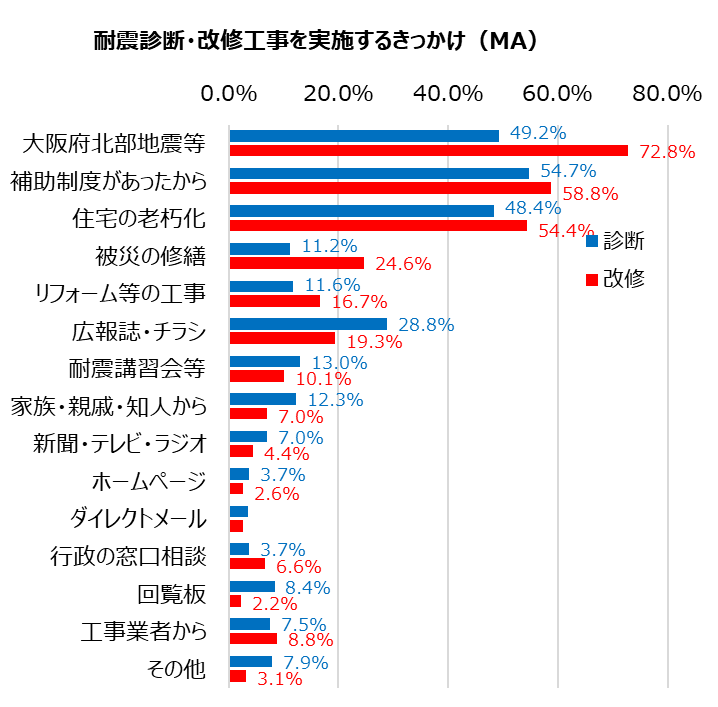 耐震診断・改修工事を実施するきっかけ（MA）
0.0% 20.0% 40.0% 60.0% 80.0%
大阪府北部地震等 49.2%
72.8%
補助制度があったから 54.7%
58.8%
住宅の老朽化 48.4%
54.4%
診断
被災の修繕 11.2%
24.6%
改修
リフォーム等の工事 11.6%
16.7%
広報誌・チラシ 28.8%
19.3%
耐震講習会等 13.0%
10.1%
家族・親戚・知人から 12.3%
7.0%
新聞・テレビ・ラジオ 7.0%
4.4%
ホームページ 3.7%
2.6%
ダイレクトメール
行政の窓口相談 3.7%
6.6%
回覧板 8.4%
2.2%
工事業者から 7.5%
8.8%
その他 7.9%
3.1%